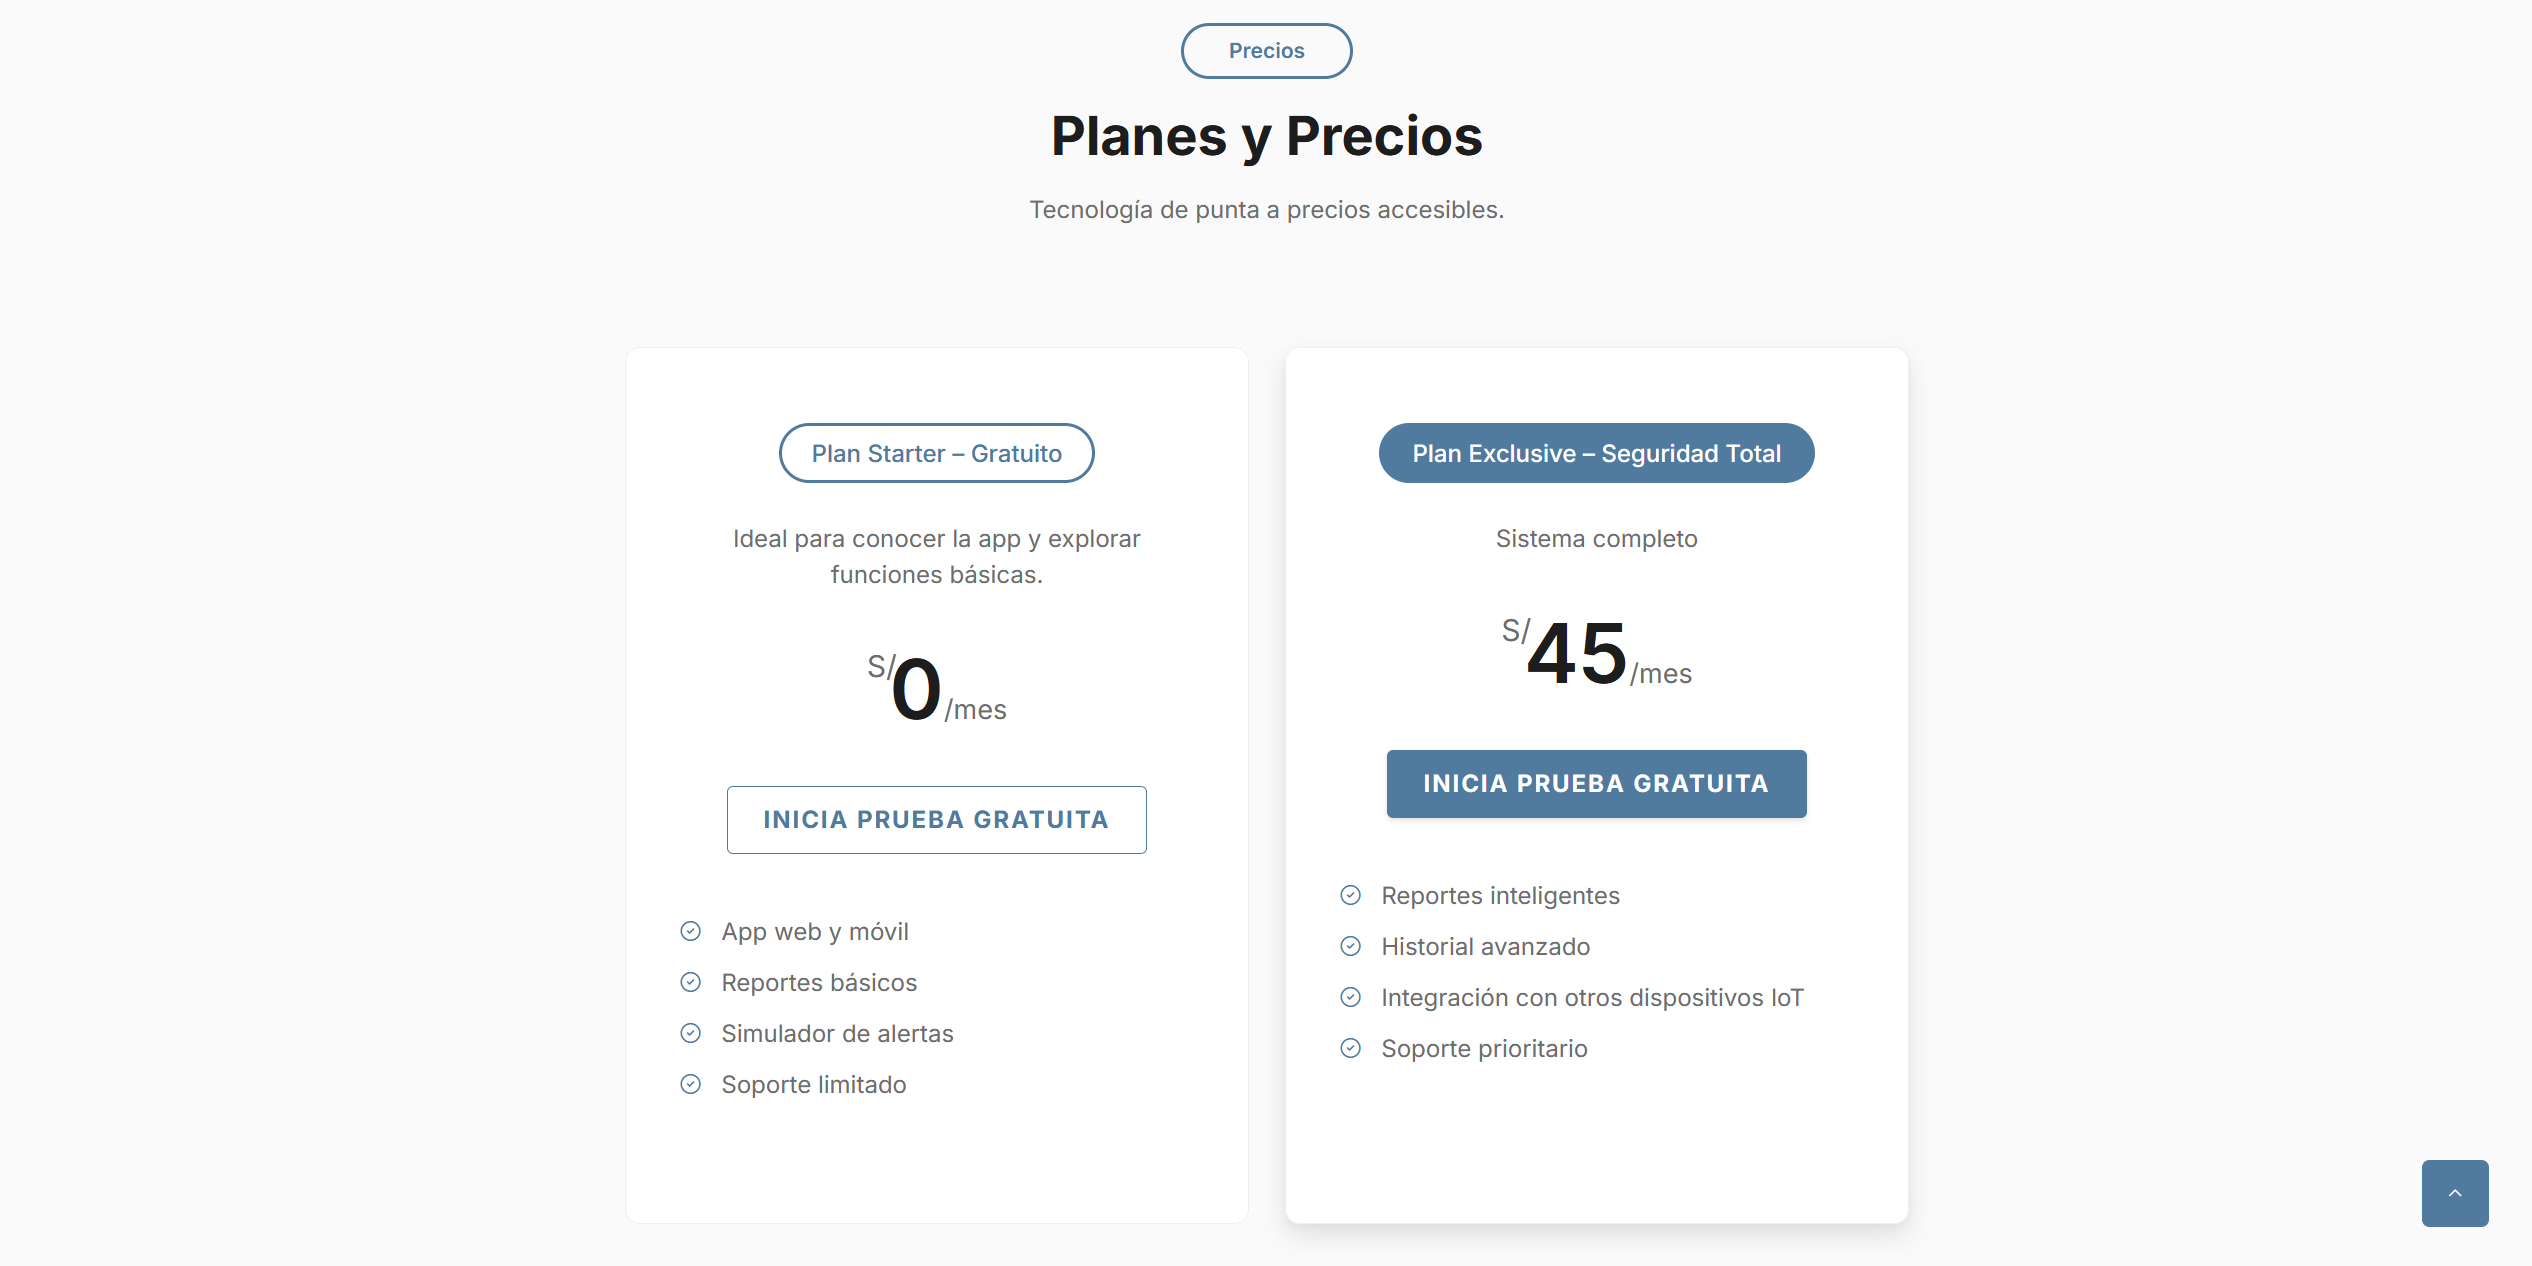 Precios
Planes y Precios
Tecnología de punta a precios accesibles.
Plan Starter – Gratuito
Ideal para conocer la app y explorar
funciones básicas.
S/0/mes
INICIA PRUEBA GRATUITA
App web y móvil
Reportes básicos
Simulador de alertas
Soporte limitado
Plan Exclusive – Seguridad Total
Sistema completo
S/45/mes
INICIA PRUEBA GRATUITA
Reportes inteligentes
Historial avanzado
Integración con otros dispositivos IoT
Soporte prioritario